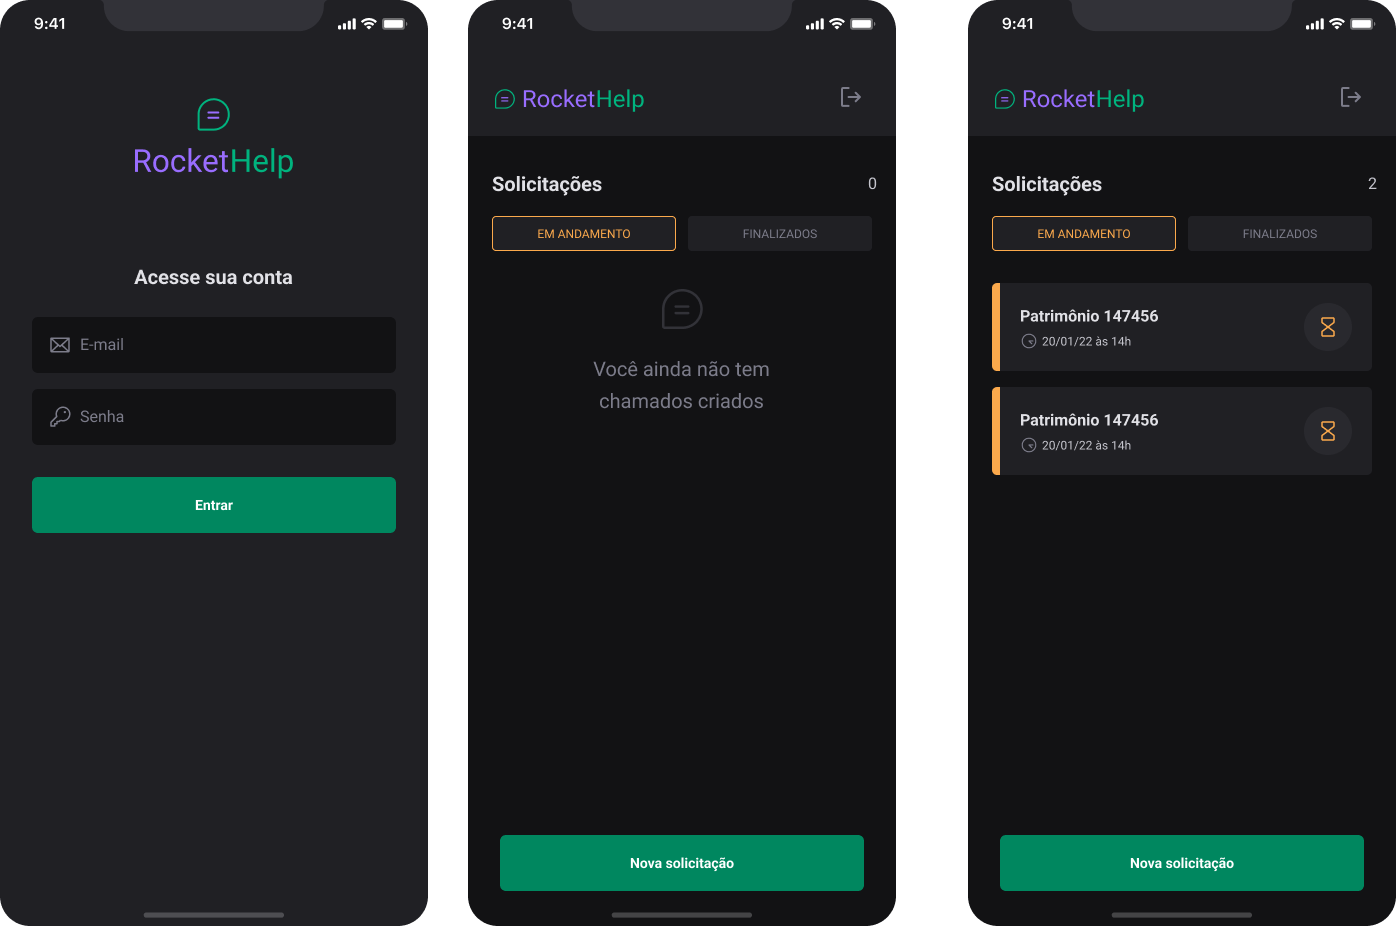 9:41
RocketHelp
Acesse sua conta
E-mail
Senha
Entrar
9:41
RocketHelp
Solicitações 0
EM ANDAMENTO FINALIZADOS
Você ainda não tem
chamados criados
Nova solicitação
9:41
RocketHelp
Solicitações 2
EM ANDAMENTO FINALIZADOS
Patrimônio 147456
20/01/22 às 14h
Patrimônio 147456
20/01/22 às 14h
Nova solicitação